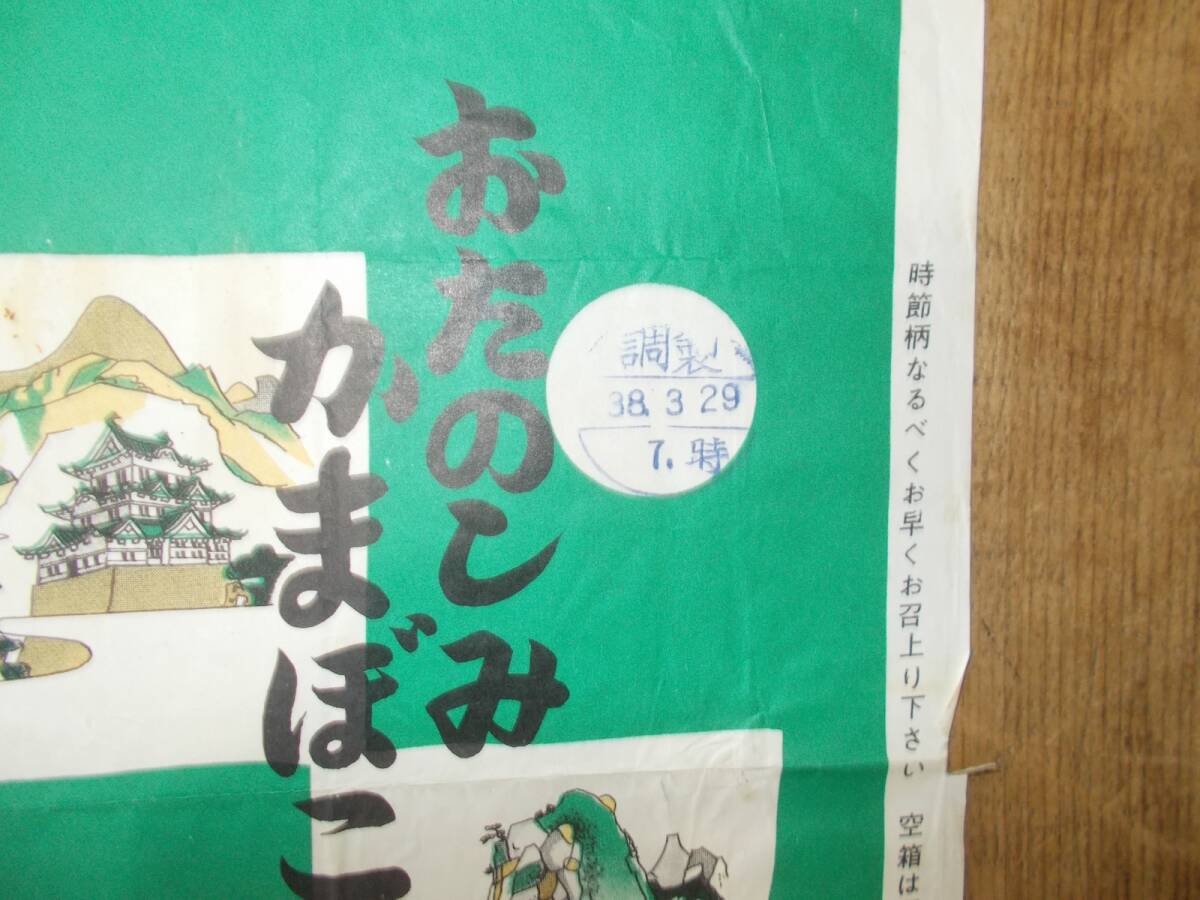 おたのしみ
かまぼこ
調製
38.3 29
7.時
時節柄なるべくお早くお召上り下さい 空箱は